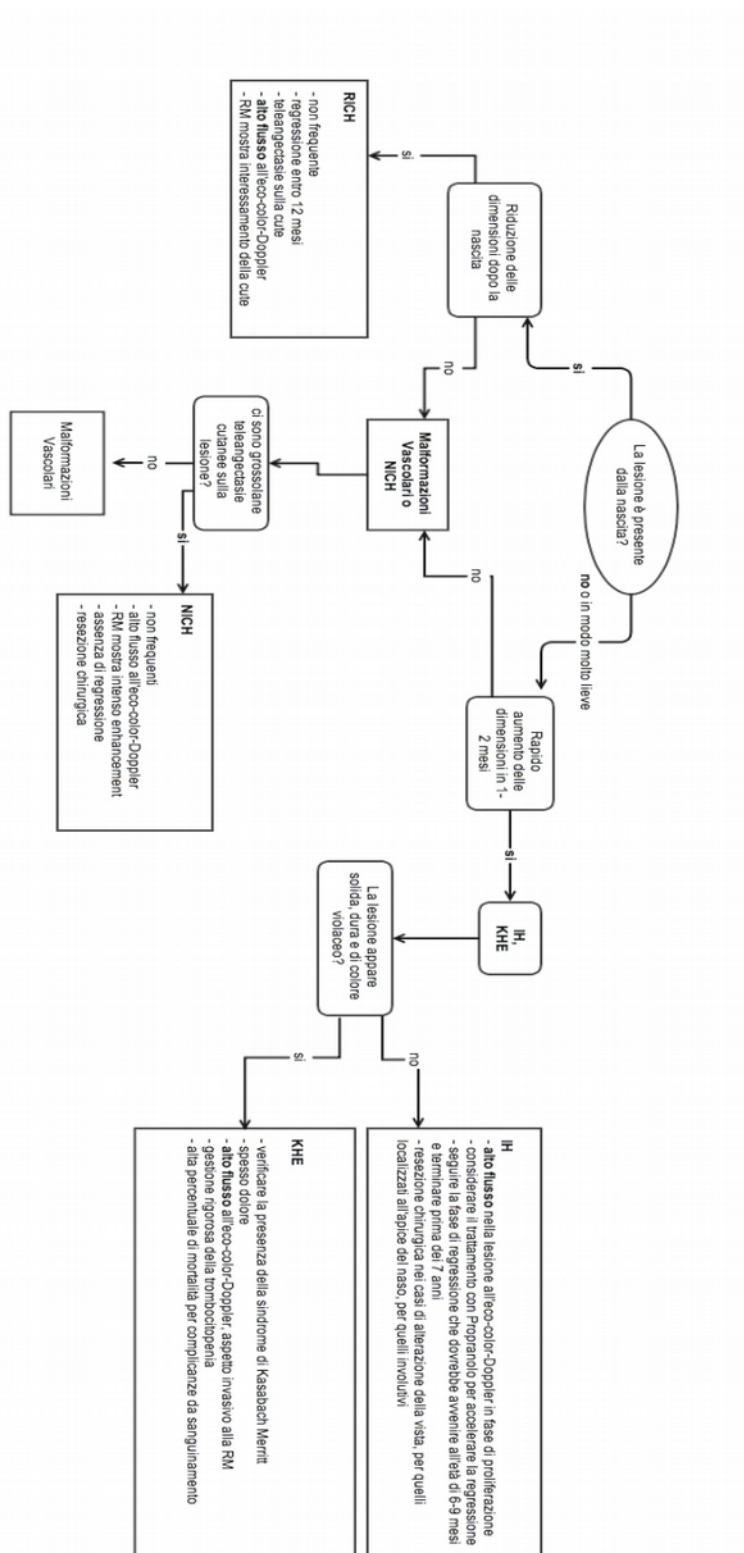 La lesione è presente
dalla nascita?
si
no o in modo molto lieve
Riduzione delle
dimensioni dopo la
nascita
si
no
RICH
- non frequente
- regressione entro 12 mesi
- teleangectasie sulla cute
- alto flusso all'eco-color-Doppler
- RM mostra interessamento della cute
Rapido
aumento delle
dimensioni in 1-
2 mesi
no
si
Malformazioni
Vascolari o
NICH
ci sono grossolane
teleangectasie
cutanee sulla
lesione?
no
si
Malformazioni
Vascolari
NICH
- non frequenti
- alto flusso all'eco-color-Doppler
- RM mostra intenso enhancement
- assenza di regressione
- resezione chirurgica
IH,
KHE
La lesione appare
solida, dura e di colore
violaceo?
no
si
IH
- alto flusso nella lesione all'eco-color-Doppler in fase di proliferazione
- considerare il trattamento con Propranolo per accelerare la regressione
- seguire la fase di regressione che dovrebbe avvenire all'età di 6-9 mesi
e terminare prima dei 7 anni
- resezione chirurgica nei casi di alterazione della vista, per quelli
localizzati all'apice del naso, per quelli involutivi
KHE
- verificare la presenza della sindrome di Kasabach Merritt
- spesso dolore
- alto flusso all'eco-color-Doppler, aspetto invasivo alla RM
- gestione rigorosa della trombocitopenia
- alta percentuale di mortalità per complicanze da sanguinamento